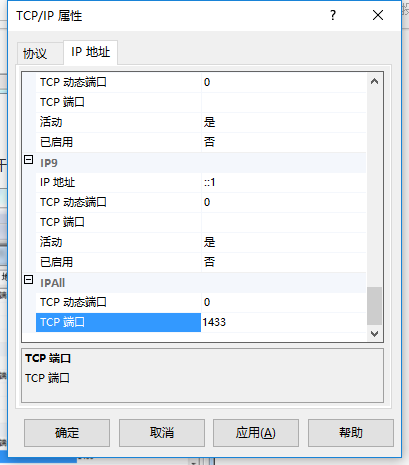 TCP/IP 属性
协议
IP 地址
TCP 动态端口 0
TCP 端口
活动 是
已启用 否
IP9
IP 地址 ::1
TCP 动态端口 0
TCP 端口
活动 是
已启用 否
IPAll
TCP 动态端口 0
TCP 端口 1433
TCP 端口
TCP 端口
确定
取消
应用(A)
帮助